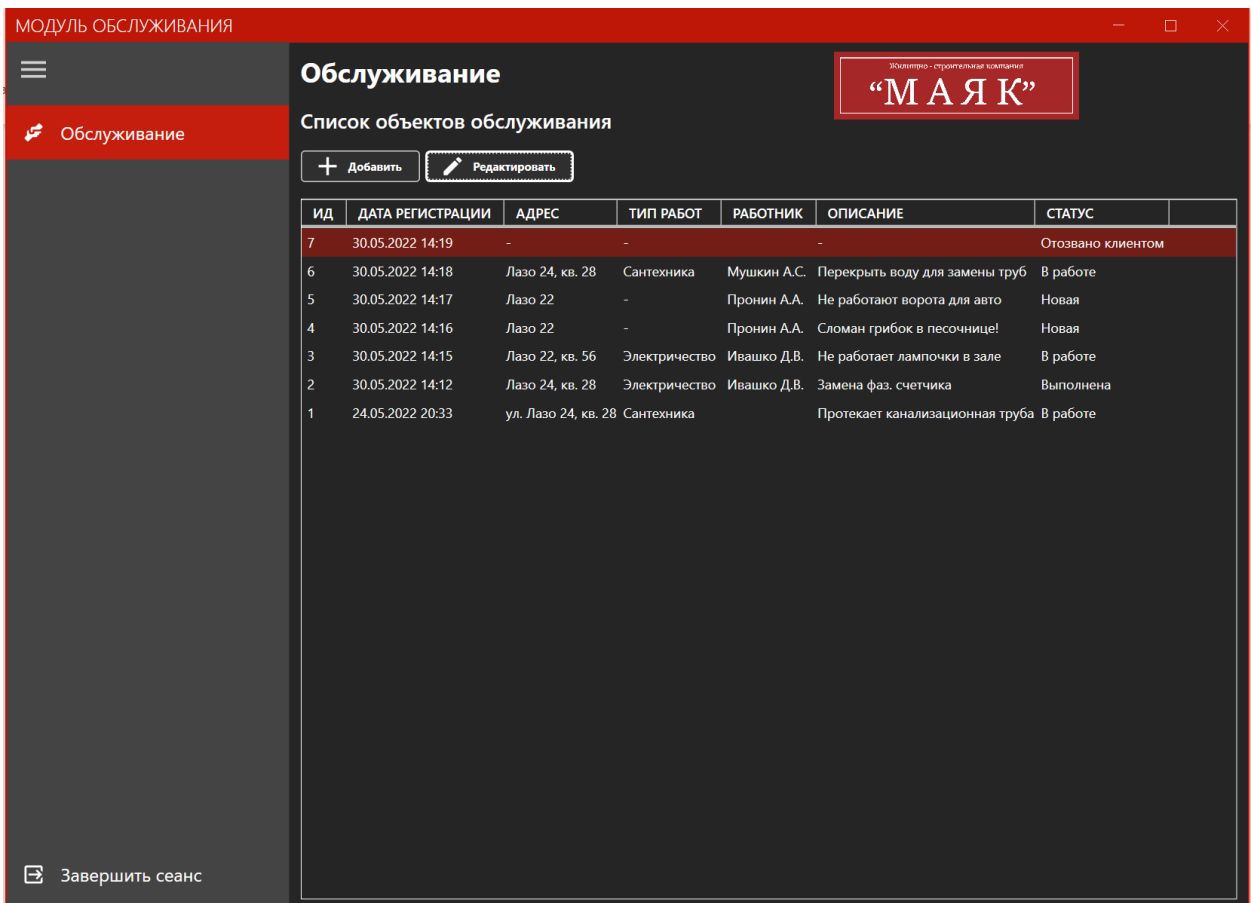 МОДУЛЬ ОБСЛУЖИВАНИЯ
Обслуживание
Завершить сеанс
Обслуживание
Жилищно - строительная компания
“М А Я К”
Список объектов обслуживания
Добавить Редактировать
ИД ДАТА РЕГИСТРАЦИИ АДРЕС ТИП РАБОТ РАБОТНИК ОПИСАНИЕ СТАТУС
7 30.05.2022 14:19 - - - Отозвано клиентом
6 30.05.2022 14:18 Лазо 24, кв. 28 Сантехника Мушкин А.С. Перекрыть воду для замены труб В работе
5 30.05.2022 14:17 Лазо 22 - Пронин А.А. Не работают ворота для авто Новая
4 30.05.2022 14:16 Лазо 22 - Пронин А.А. Сломан грибок в песочнице! Новая
3 30.05.2022 14:15 Лазо 22, кв. 56 Электричество Ивашко Д.В. Не работает лампочки в зале В работе
2 30.05.2022 14:12 Лазо 24, кв. 28 Электричество Ивашко Д.В. Замена фаз. счетчика Выполнена
1 24.05.2022 20:33 ул. Лазо 24, кв. 28 Сантехника Протекает канализационная труба В работе